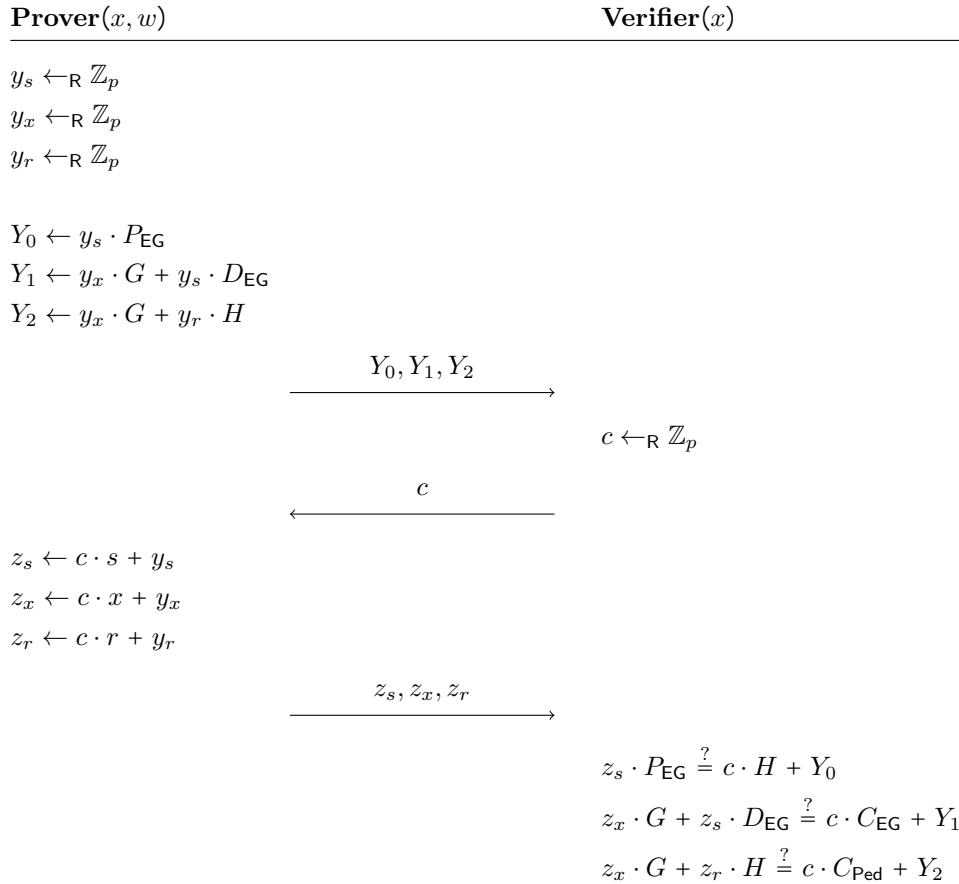 Prover(x, w) Verifier(x)
y_s ←_R ℤ_p
y_x ←_R ℤ_p
y_r ←_R ℤ_p
Y_0 ← y_s · P_EG
Y_1 ← y_x · G + y_s · D_EG
Y_2 ← y_x · G + y_r · H
Y_0, Y_1, Y_2
c ←_R ℤ_p
c
z_s ← c · s + y_s
z_x ← c · x + y_x
z_r ← c · r + y_r
z_s, z_x, z_r
z_s · P_EG ≟ c · H + Y_0
z_x · G + z_s · D_EG ≟ c · C_EG + Y_1
z_x · G + z_r · H ≟ c · C_Ped + Y_2